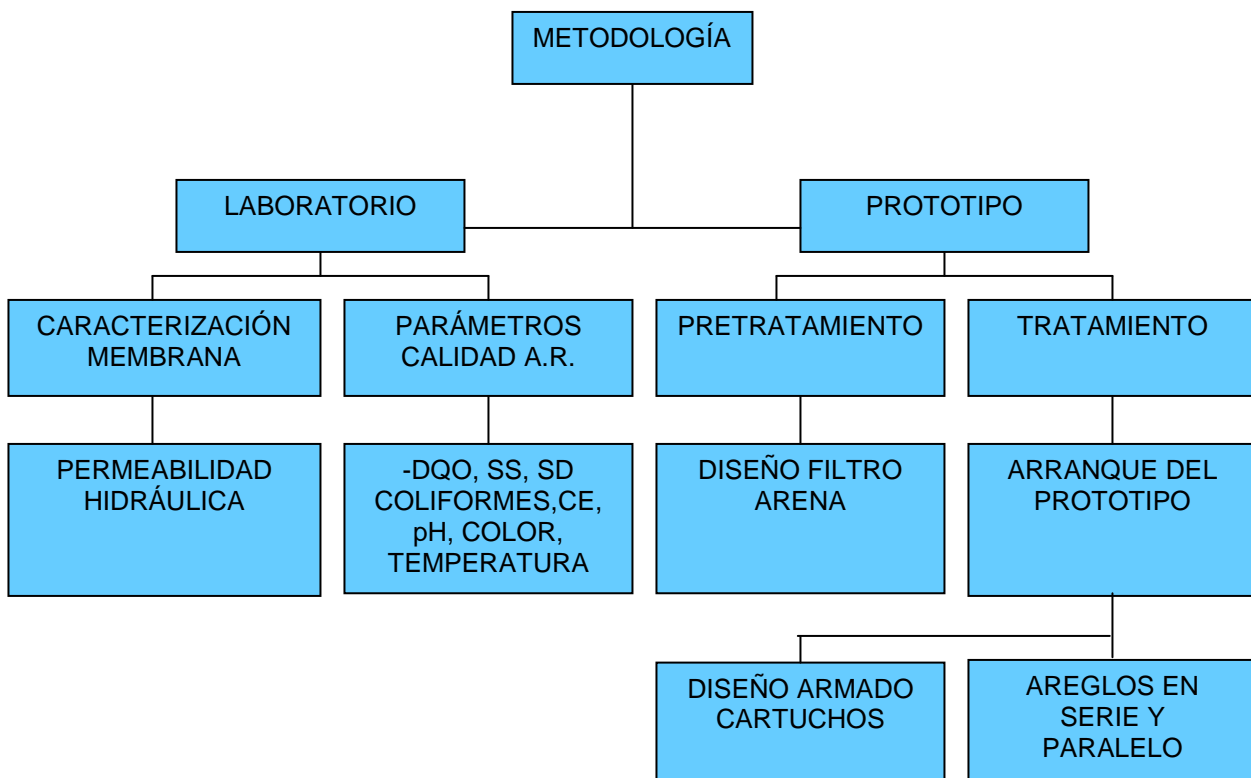 METODOLOGÍA
LABORATORIO
PROTOTIPO
CARACTERIZACIÓN
MEMBRANA
PARÁMETROS
CALIDAD A.R.
PRETRATAMIENTO
TRATAMIENTO
PERMEABILIDAD
HIDRÁULICA
-DQO, SS, SD
COLIFORMES,CE,
pH, COLOR,
TEMPERATURA
DISEÑO FILTRO
ARENA
ARRANQUE DEL
PROTOTIPO
DISEÑO ARMADO
CARTUCHOS
AREGLOS EN
SERIE Y
PARALELO